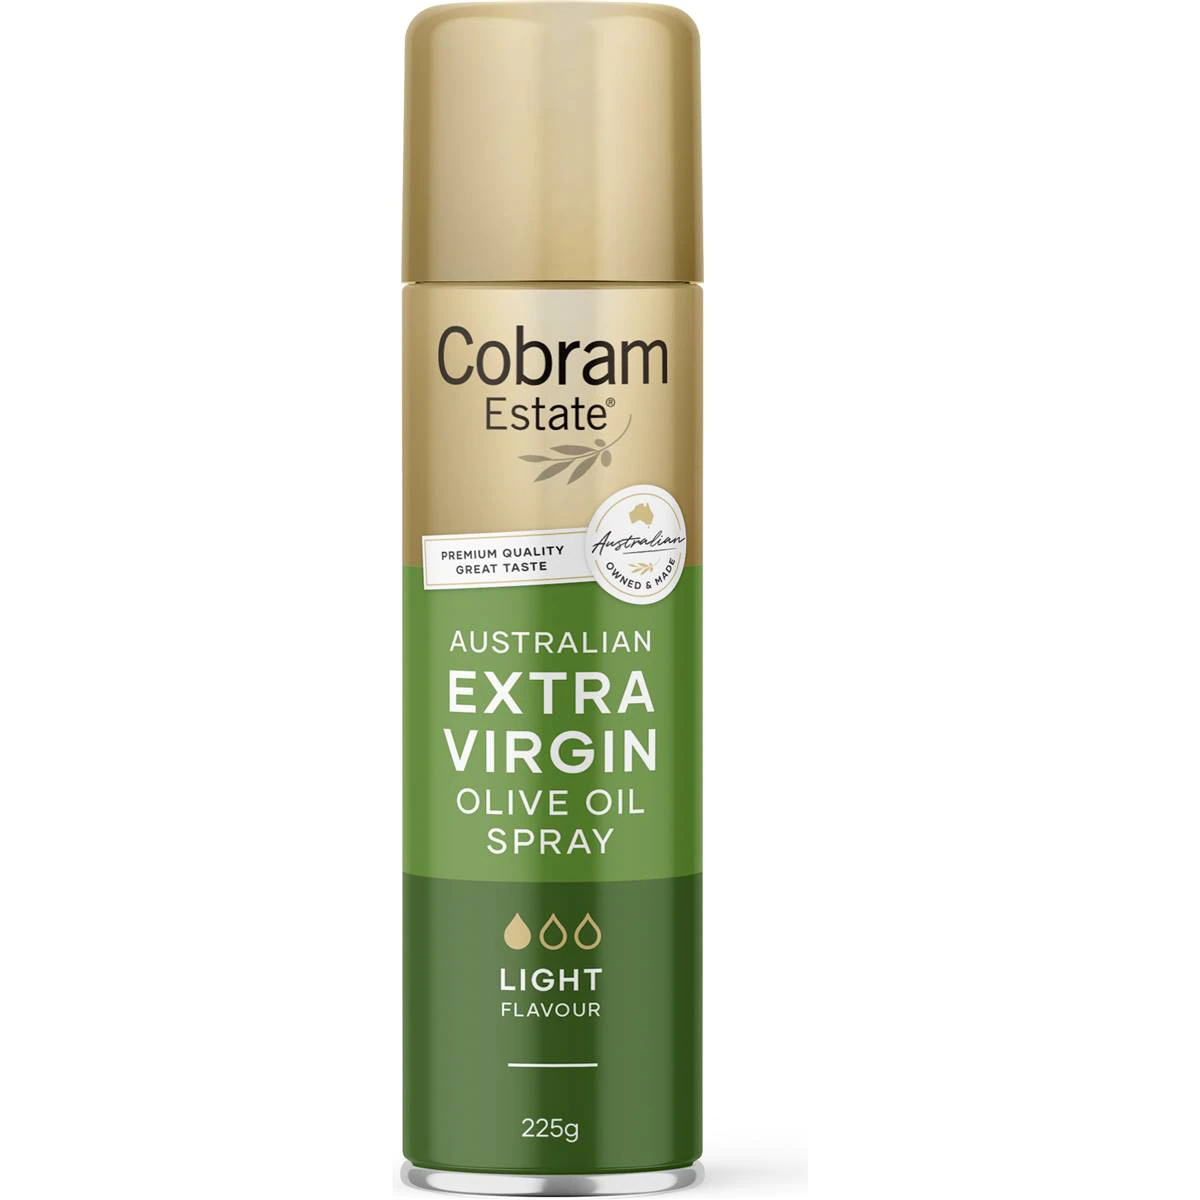 Cobram
Estate®
PREMIUM QUALITY
GREAT TASTE
Australian
OWNED & MADE
AUSTRALIAN
EXTRA
VIRGIN
OLIVE OIL
SPRAY
LIGHT
FLAVOUR
225g